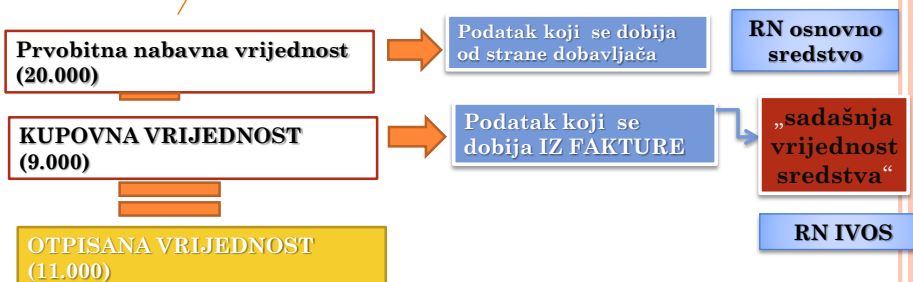 Prvobitna nabavna vrijednost
(20.000)
Podatak koji se dobija
od strane dobavljača
RN osnovno
sredstvo
KUPOVNA VRIJEDNOST
(9.000)
Podatak koji se
dobija IZ FAKTURE
„sadašnja
vrijednost
sredstva“
OTPISANA VRIJEDNOST
(11.000)
RN IVOS